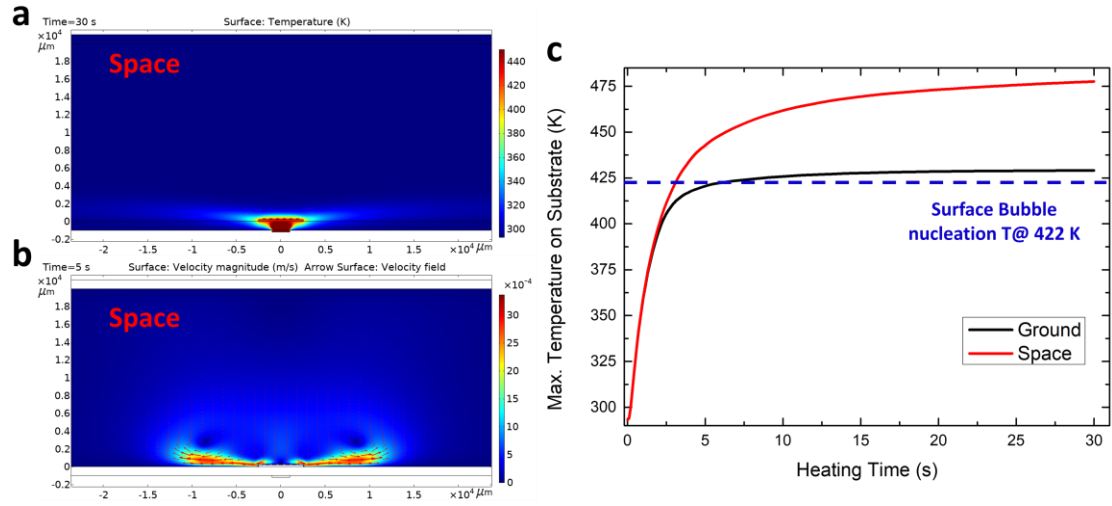 a
Time=30 s Surface: Temperature (K)
×10⁴
μm
Space
1.8
1.6
1.4
1.2
1
0.8
0.6
0.4
0.2
0
-0.2
-2 -1.5 -1 -0.5 0 0.5 1 1.5 ×10⁴ μm
440
420
400
380
360
340
320
300
b
Time=5 s Surface: Velocity magnitude (m/s) Arrow Surface: Velocity field
×10⁴
μm
Space
1.8
1.6
1.4
1.2
1
0.8
0.6
0.4
0.2
0
-0.2
-2 -1.5 -1 -0.5 0 0.5 1 1.5 ×10⁴ μm
×10⁻⁴
30
25
20
15
10
5
0
c
Max. Temperature on Substrate (K)
475
450
425
400
375
350
325
300
Surface Bubble
nucleation T@ 422 K
Ground
Space
0 5 10 15 20 25 30
Heating Time (s)